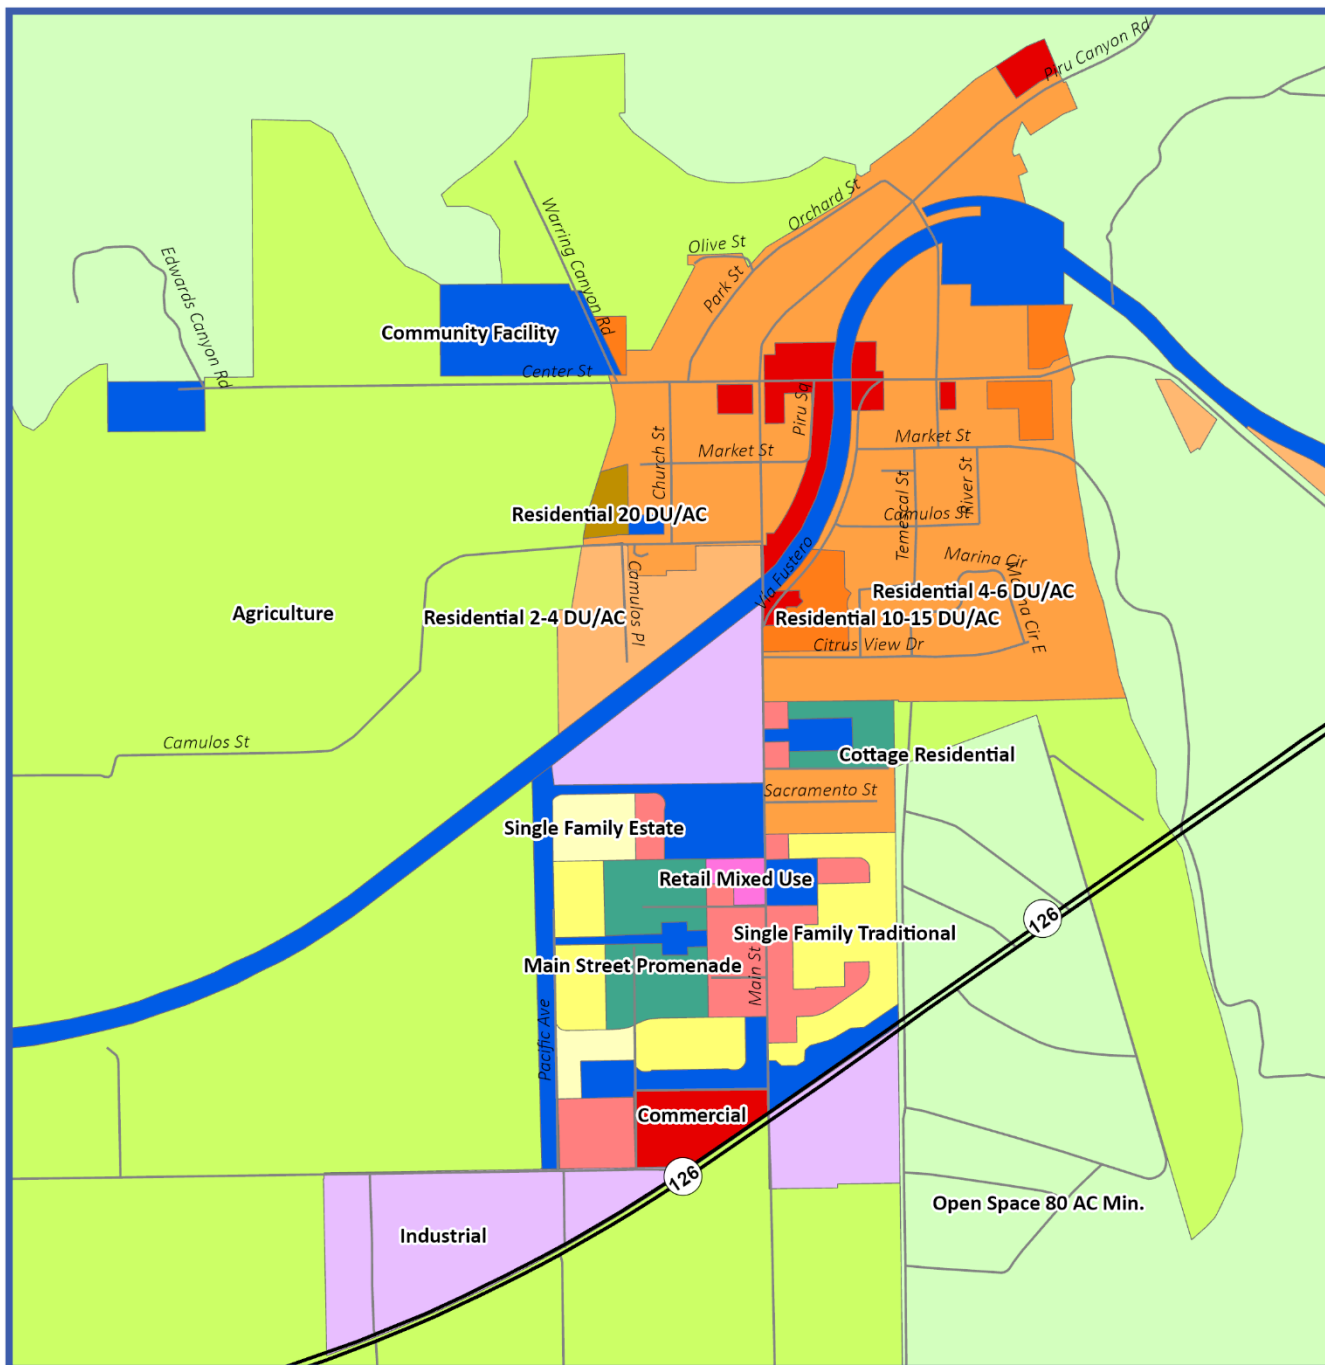 Piru Canyon Rd
Orchard St
Warring Canyon Rd
Olive St
Edwards Canyon Rd
Park St
Community Facility
Center St
Piru Sq
Church St
Market St
Market St
River St
Temescal St
Residential 20 DU/AC
Camulos St
Via Fustero
Marina Cir
Camulos Pl
Marina Cir E
Residential 4-6 DU/AC
Agriculture
Residential 2-4 DU/AC
Residential 10-15 DU/AC
Citrus View Dr
Camulos St
Cottage Residential
Sacramento St
Single Family Estate
Retail Mixed Use
126
Single Family Traditional
Main Street Promenade
Main St
Pacific Ave
Commercial
126
Open Space 80 AC Min.
Industrial